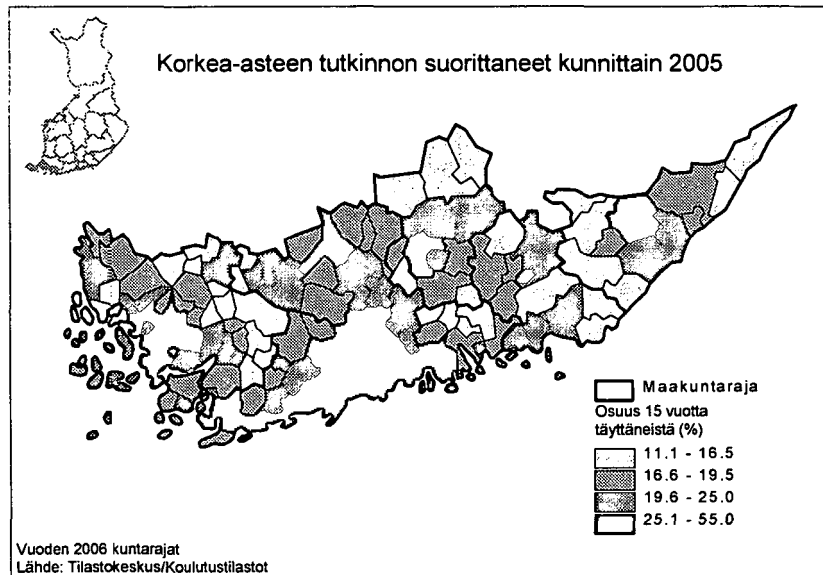 Korkea-asteen tutkinnon suorittaneet kunnittain 2005
Maakuntaraja
Osuus 15 vuotta
täyttäneistä (%)
11.1 - 16.5
16.6 - 19.5
19.6 - 25.0
25.1 - 55.0
Vuoden 2006 kuntarajat
Lähde: Tilastokeskus/Koulutustilastot